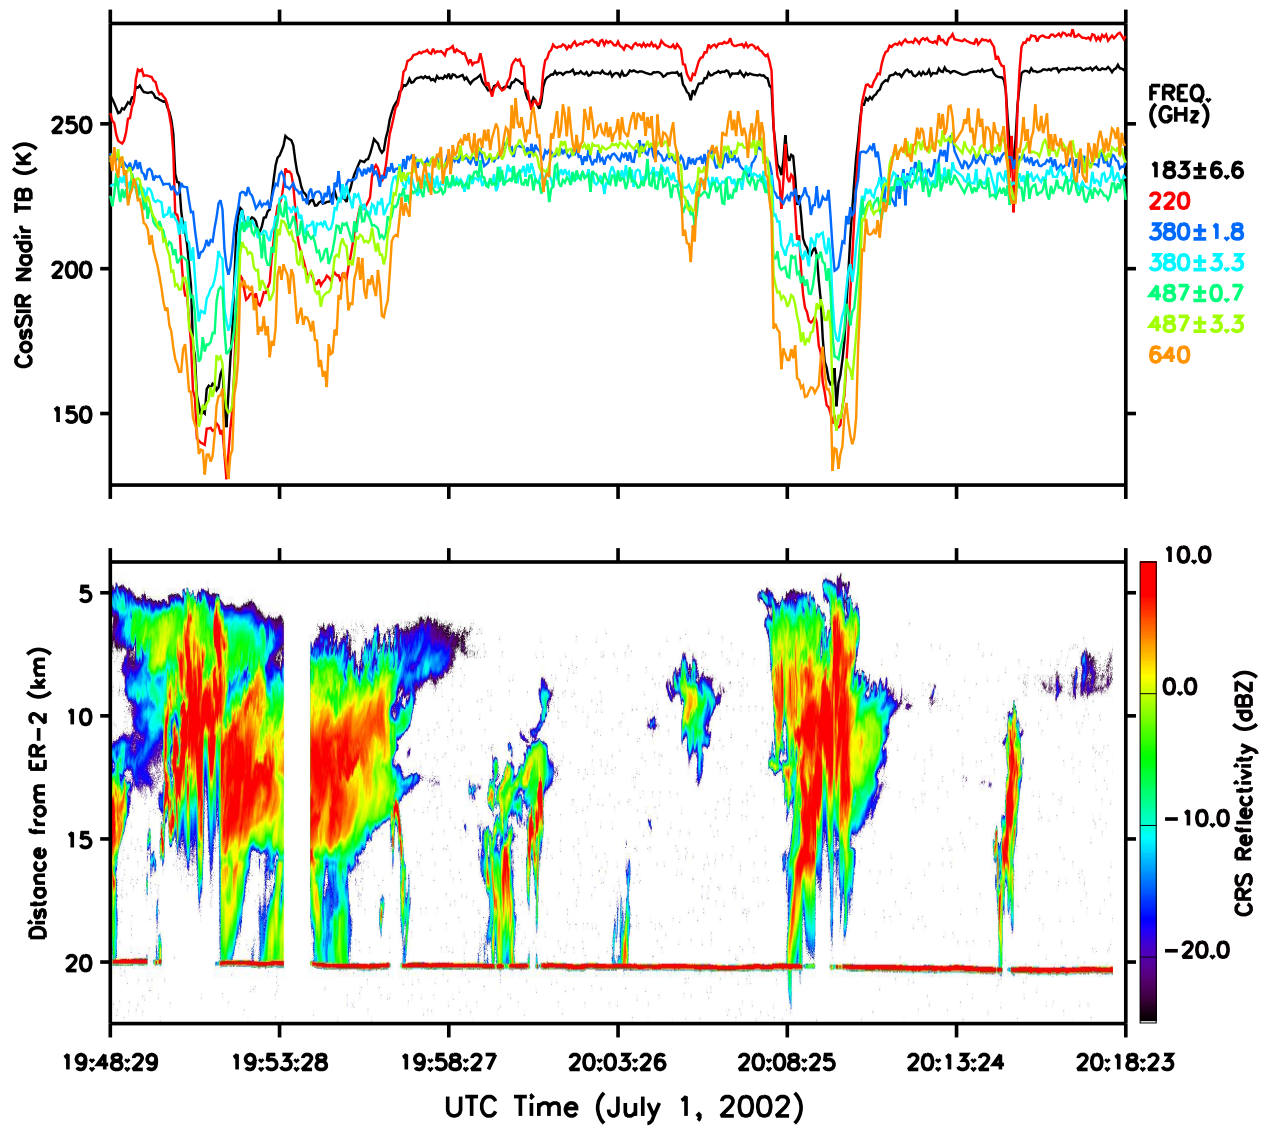 CoSSIR Nadir TB (K)
250
200
150
FREQ.
(GHz)
183±6.6
220
380±1.8
380±3.3
487±0.7
487±3.3
640
Distance from ER-2 (km)
5
10
15
20
10.0
0.0
-10.0
-20.0
CRS Reflectivity (dBZ)
19:48:29 19:53:28 19:58:27 20:03:26 20:08:25 20:13:24 20:18:23
UTC Time (July 1, 2002)